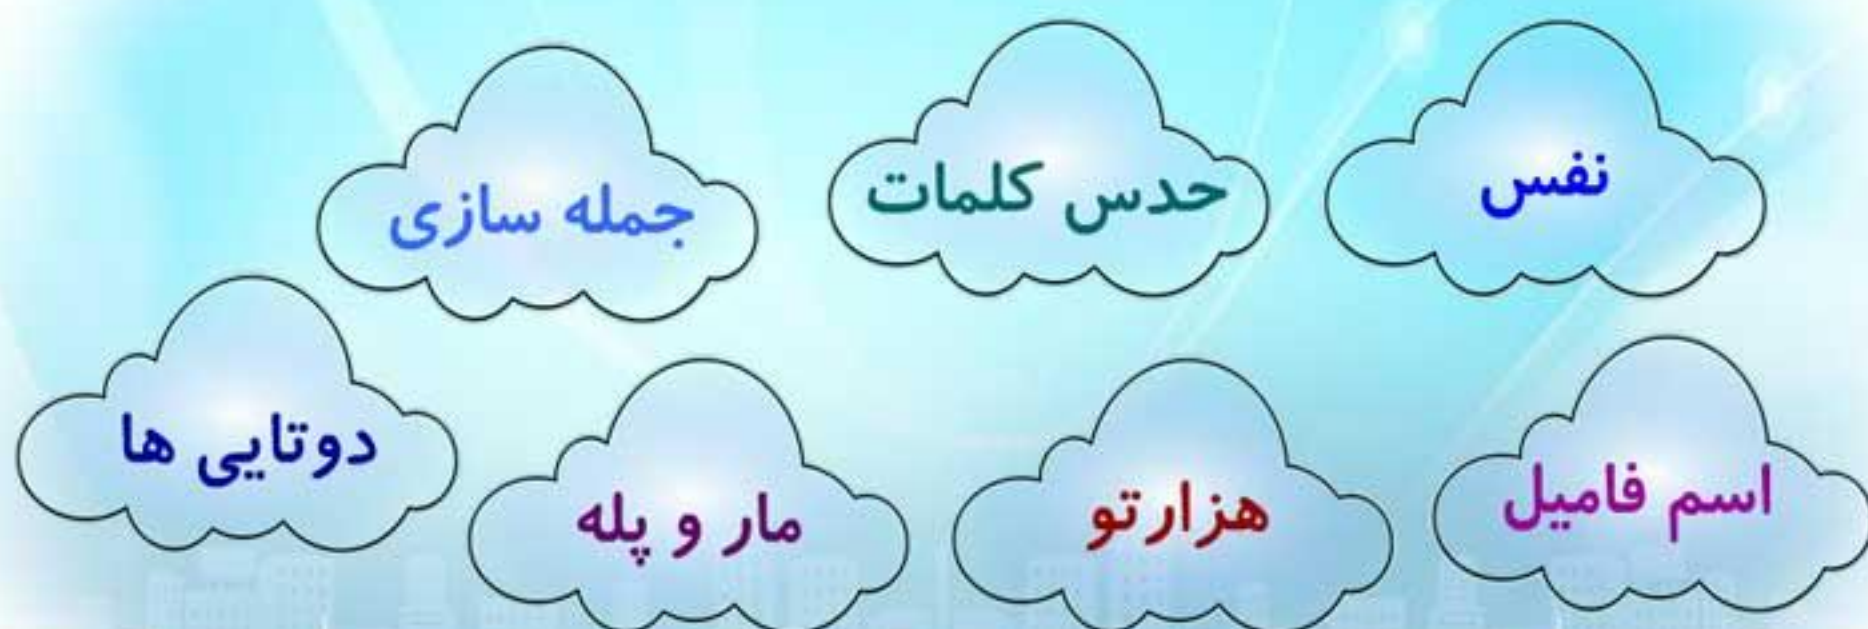 نفس
حدس کلمات
جمله سازی
اسم فامیل
هزارتو
مار و پله
دوتایی ها